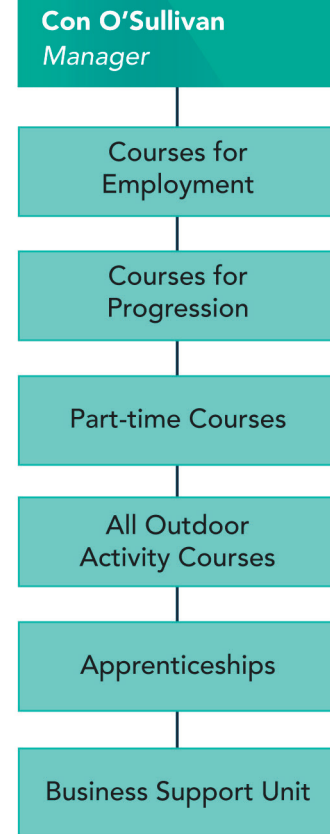 Con O’Sullivan
Manager
Courses for
Employment
Courses for
Progression
Part-time Courses
All Outdoor
Activity Courses
Apprenticeships
Business Support Unit